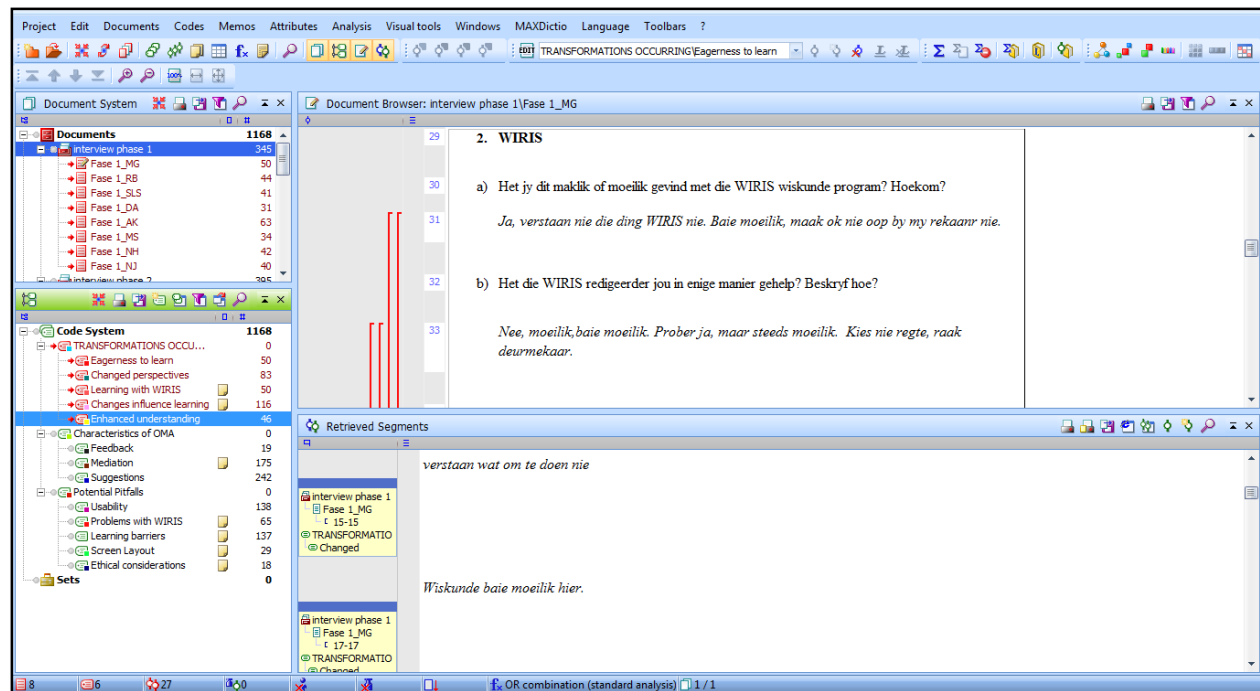 Project Edit Documents Codes Memos Attributes Analysis Visual tools Windows MAXDictio Language Toolbars ?
TRANSFORMATIONS OCCURRING\Eagerness to learn
Document System
Documents 1168
interview phase 1 345
Fase 1_MG 50
Fase 1_RB 44
Fase 1_SLS 41
Fase 1_DA 31
Fase 1_AK 63
Fase 1_MS 34
Fase 1_NH 42
Fase 1_NJ 40
interview phase 2 395
Code System 1168
TRANSFORMATIONS OCCU... 0
Eagerness to learn 50
Changed perspectives 83
Learning with WIRIS 50
Changes influence learning 116
Enhanced understanding 46
Characteristics of OMA 0
Feedback 19
Mediation 175
Suggestions 242
Potential Pitfalls 0
Usability 138
Problems with WIRIS 65
Learning barriers 137
Screen Layout 29
Ethical considerations 18
Sets 0
Document Browser: interview phase 1\Fase 1_MG
29 2. WIRIS
30 a) Het jy dit maklik of moeilik gevind met die WIRIS wiskunde program? Hoekom?
31 Ja, verstaan nie die ding WIRIS nie. Baie moeilik, maak ok nie oop by my rekaanr nie.
32 b) Het die WIRIS redigeerder jou in enige manier gehelp? Beskryf hoe?
33 Nee, moeilik,baie moeilik. Prober ja, maar steeds moeilik. Kies nie regte, raak
deurmekaar.
Retrieved Segments
verstaan wat om te doen nie
interview phase 1
Fase 1_MG
15-15
TRANSFORMATIO
Changed
Wiskunde baie moeilik hier.
interview phase 1
Fase 1_MG
17-17
TRANSFORMATIO
Changed
8 6 27 0 OR combination (standard analysis) 1 / 1